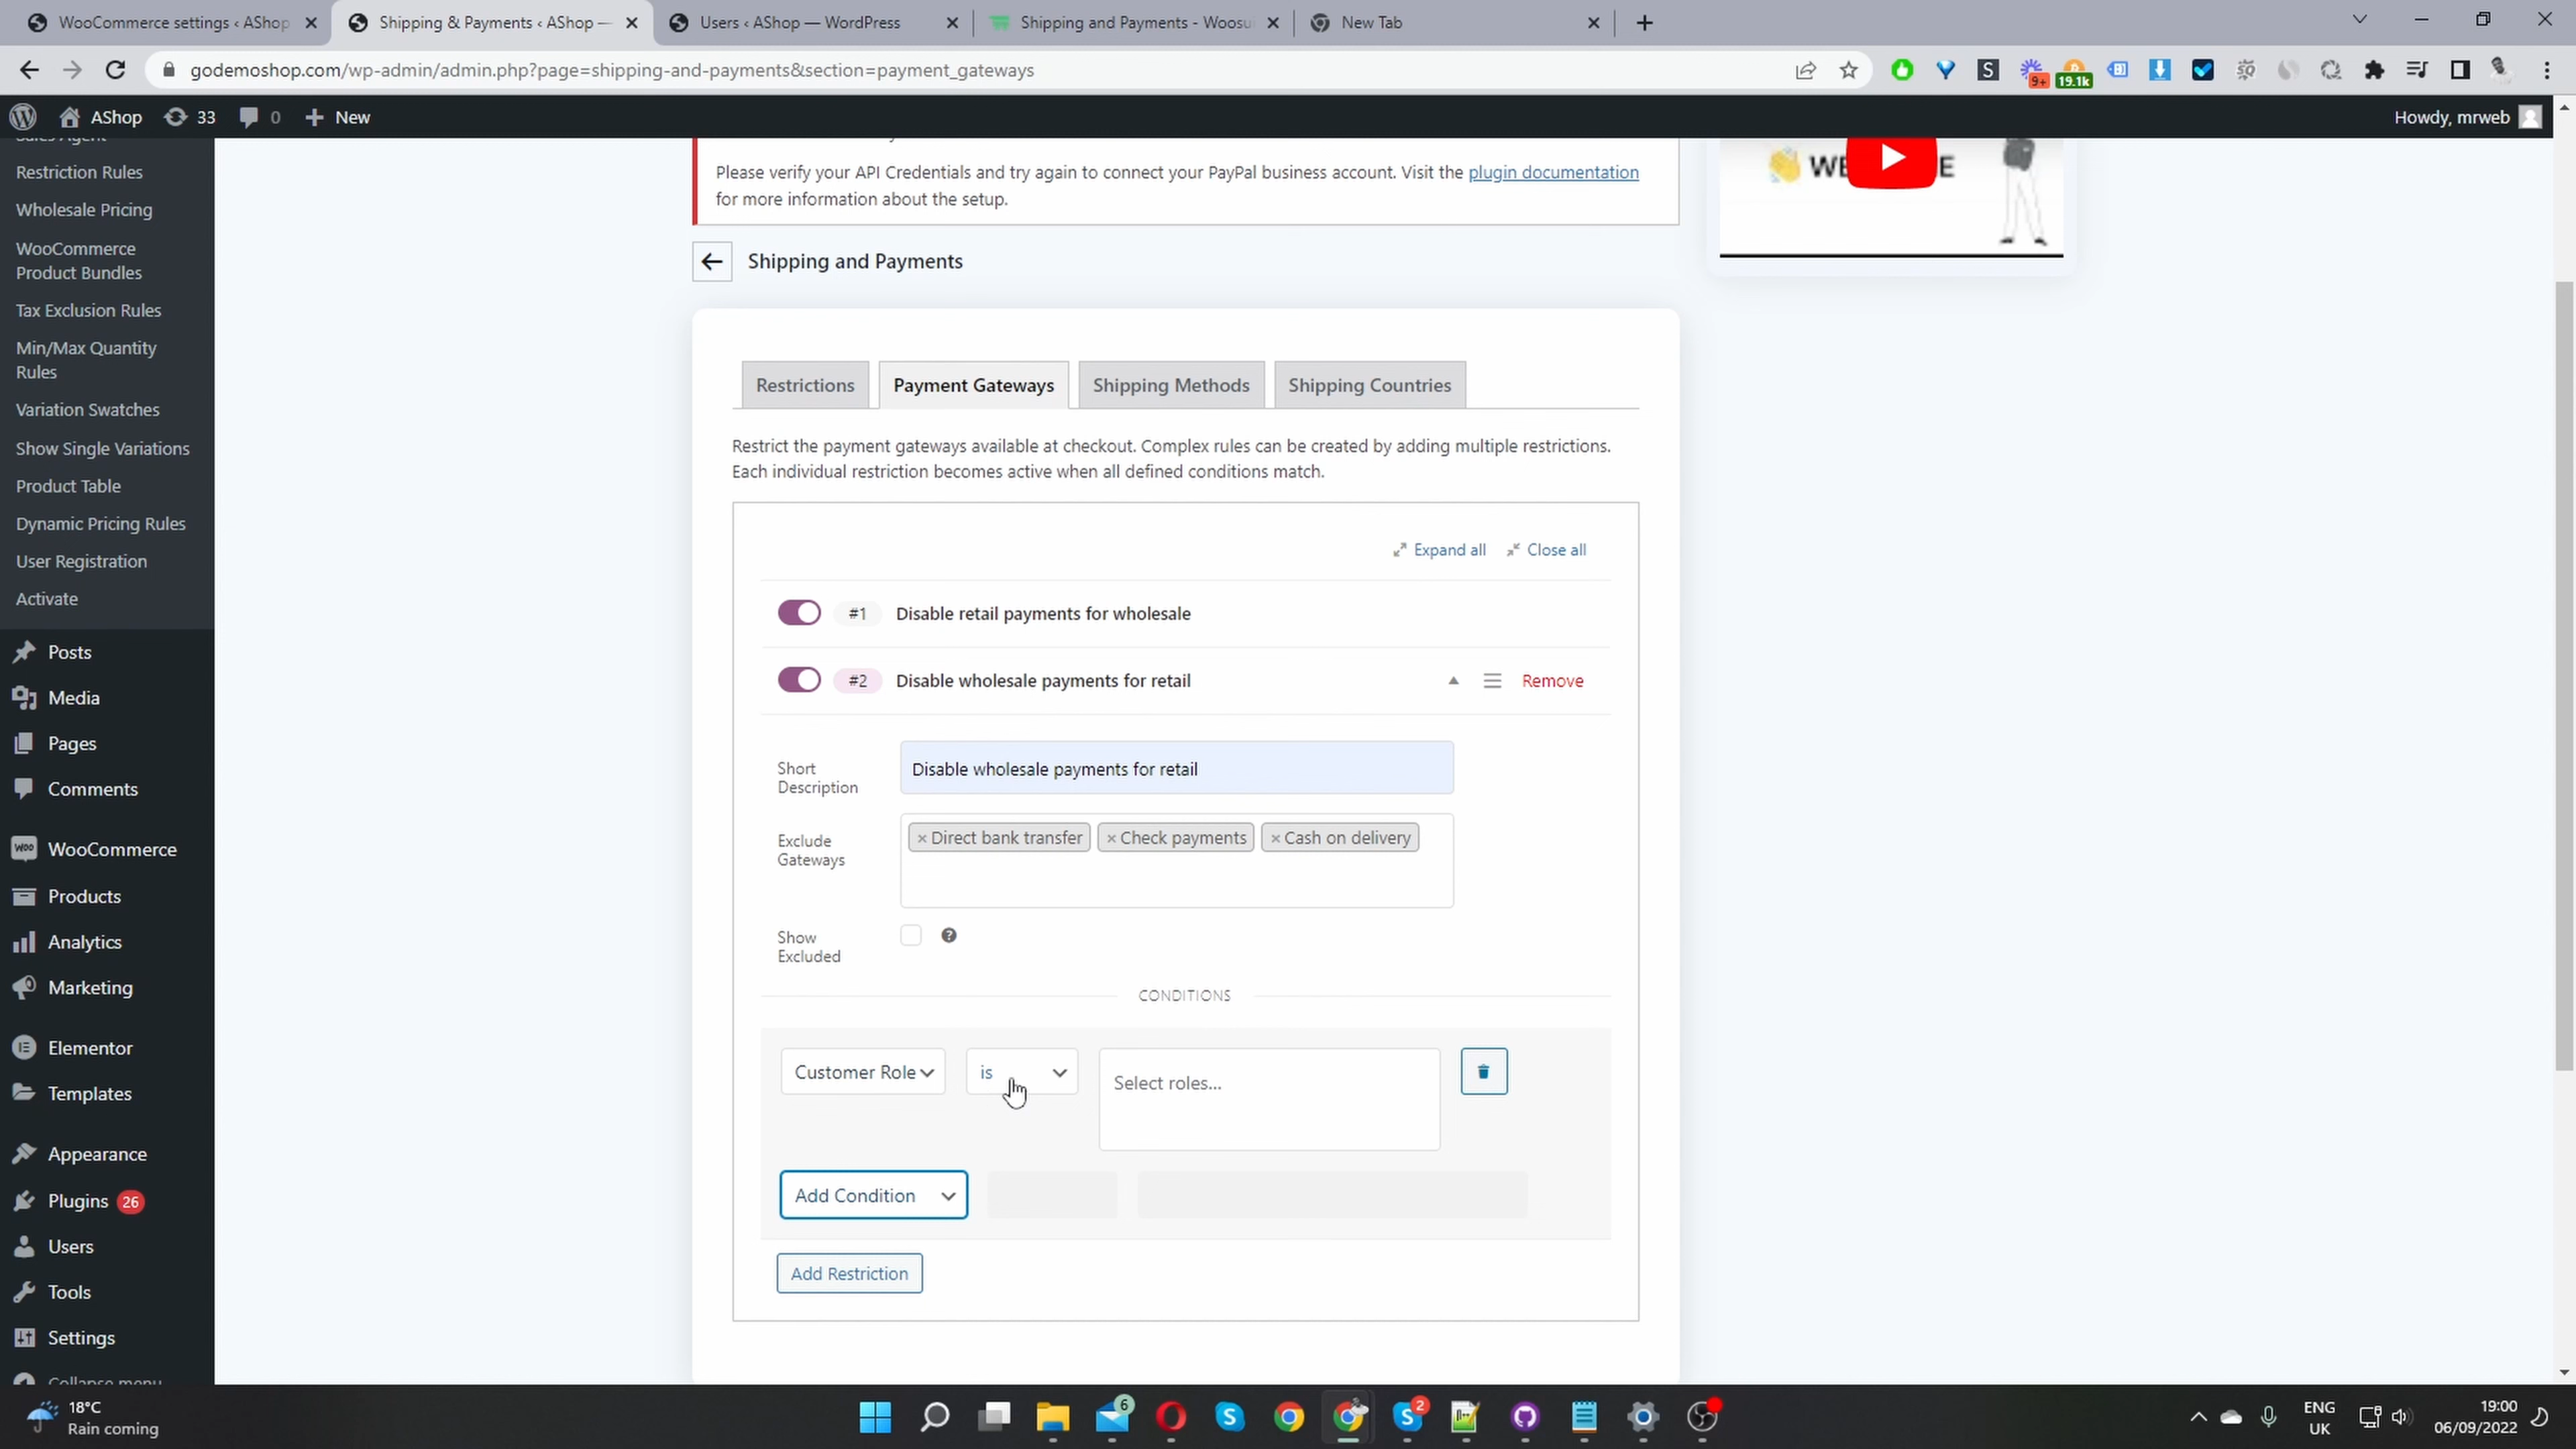 WooCommerce settings ‹ AShop
Shipping & Payments ‹ AShop —
Users ‹ AShop — WordPress
Shipping and Payments - Woosu
New Tab
godemoshop.com/wp-admin/admin.php?page=shipping-and-payments&section=payment_gateways
9+
19.1k
AShop
33
0
New
Howdy, mrweb
Sales Agent
Restriction Rules
Wholesale Pricing
WooCommerce
Product Bundles
Tax Exclusion Rules
Min/Max Quantity
Rules
Variation Swatches
Show Single Variations
Product Table
Dynamic Pricing Rules
User Registration
Activate
Posts
Media
Pages
Comments
WooCommerce
Products
Analytics
Marketing
Elementor
Templates
Appearance
Plugins 26
Users
Tools
Settings
Collapse menu
Please verify your API Credentials and try again to connect your PayPal business account. Visit the plugin documentation
for more information about the setup.
Shipping and Payments
Restrictions
Payment Gateways
Shipping Methods
Shipping Countries
Restrict the payment gateways available at checkout. Complex rules can be created by adding multiple restrictions.
Each individual restriction becomes active when all defined conditions match.
Expand all
Close all
#1 Disable retail payments for wholesale
#2 Disable wholesale payments for retail
Remove
Short
Description
Disable wholesale payments for retail
Exclude
Gateways
× Direct bank transfer
× Check payments
× Cash on delivery
Show
Excluded
?
CONDITIONS
Customer Role
is
Select roles...
Add Condition
Add Restriction
18°C
Rain coming
6
2
ENG
UK
19:00
06/09/2022